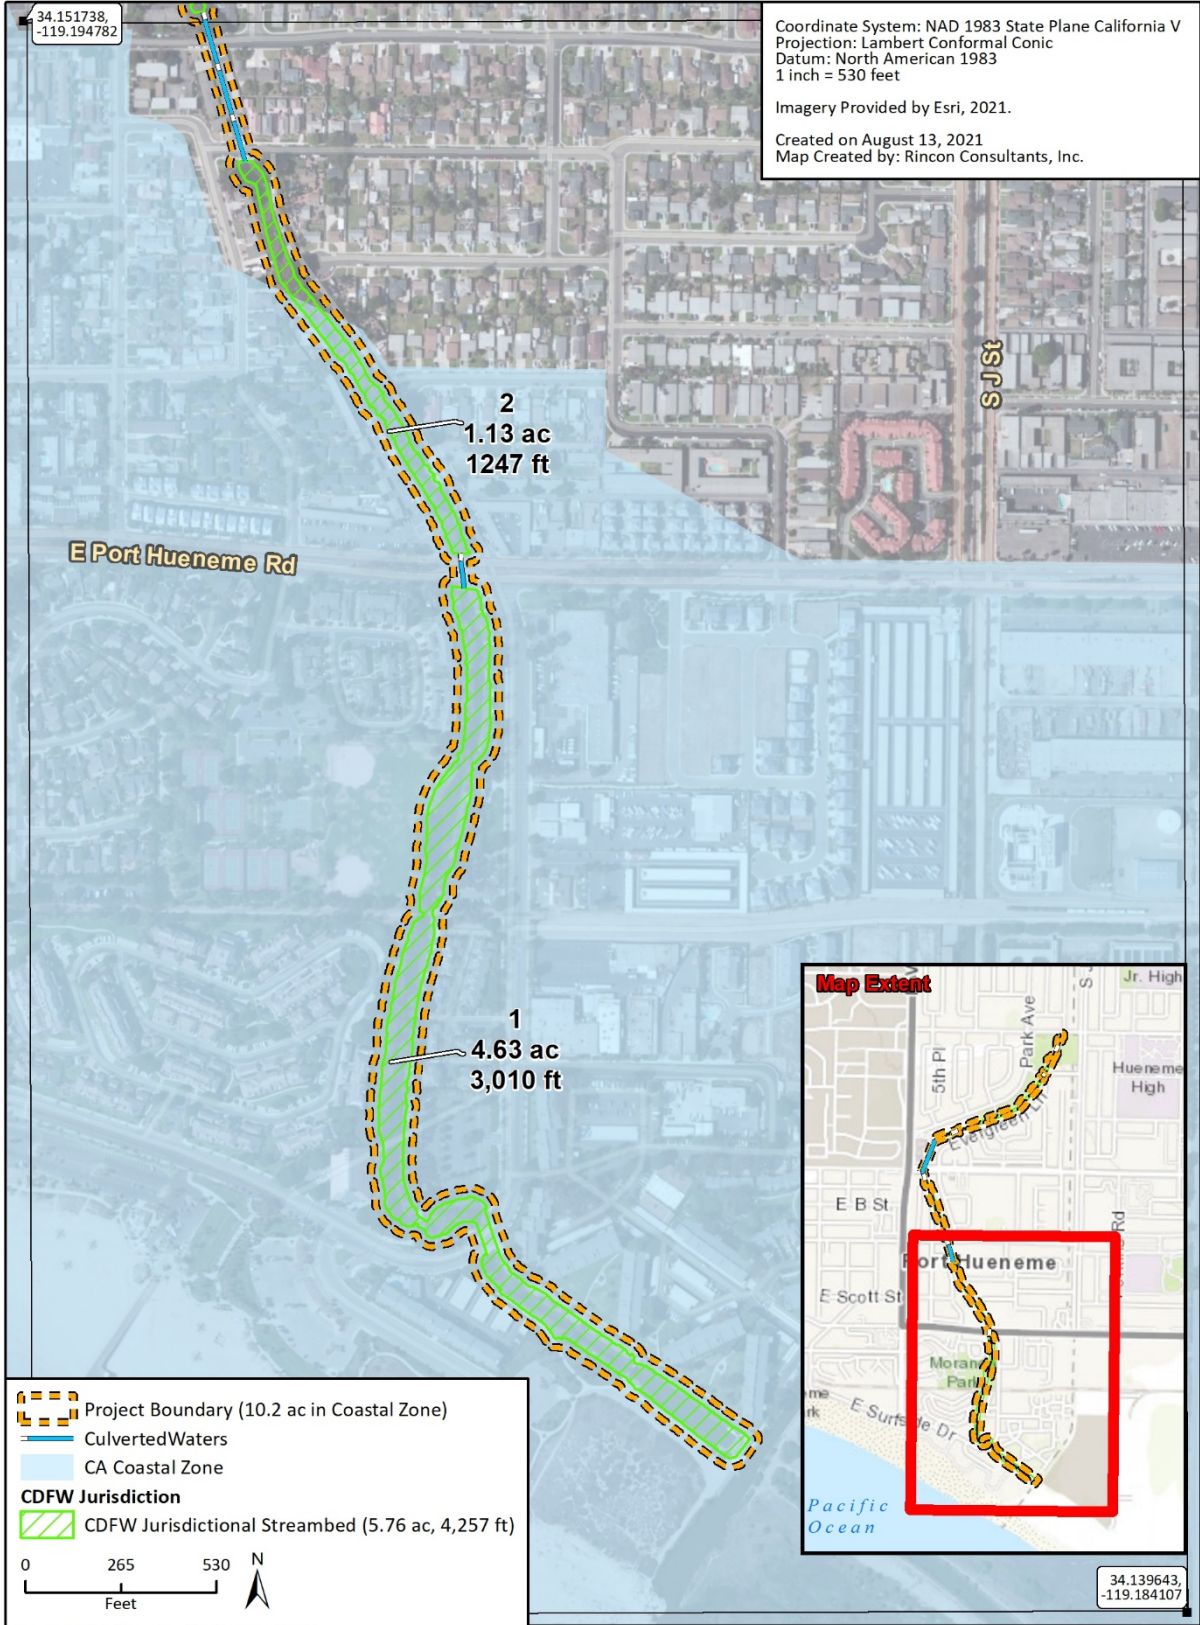 34.151738,
-119.194782
Coordinate System: NAD 1983 State Plane California V
Projection: Lambert Conformal Conic
Datum: North American 1983
1 inch = 530 feet
Imagery Provided by Esri, 2021.
Created on August 13, 2021
Map Created by: Rincon Consultants, Inc.
S J St
2
1.13 ac
1247 ft
E Port Hueneme Rd
1
4.63 ac
3,010 ft
Map Extent
S J
Jr. High
5th Pl
Park Ave
Hueneme
High
Evergreen Ln
E B St
Port Hueneme
E Scott St
Moran
Park
E Surfside Dr
Pacific
Ocean
Project Boundary (10.2 ac in Coastal Zone)
CulvertedWaters
CA Coastal Zone
CDFW Jurisdiction
CDFW Jurisdictional Streambed (5.76 ac, 4,257 ft)
0 265 530
Feet
N
34.139643,
-119.184107